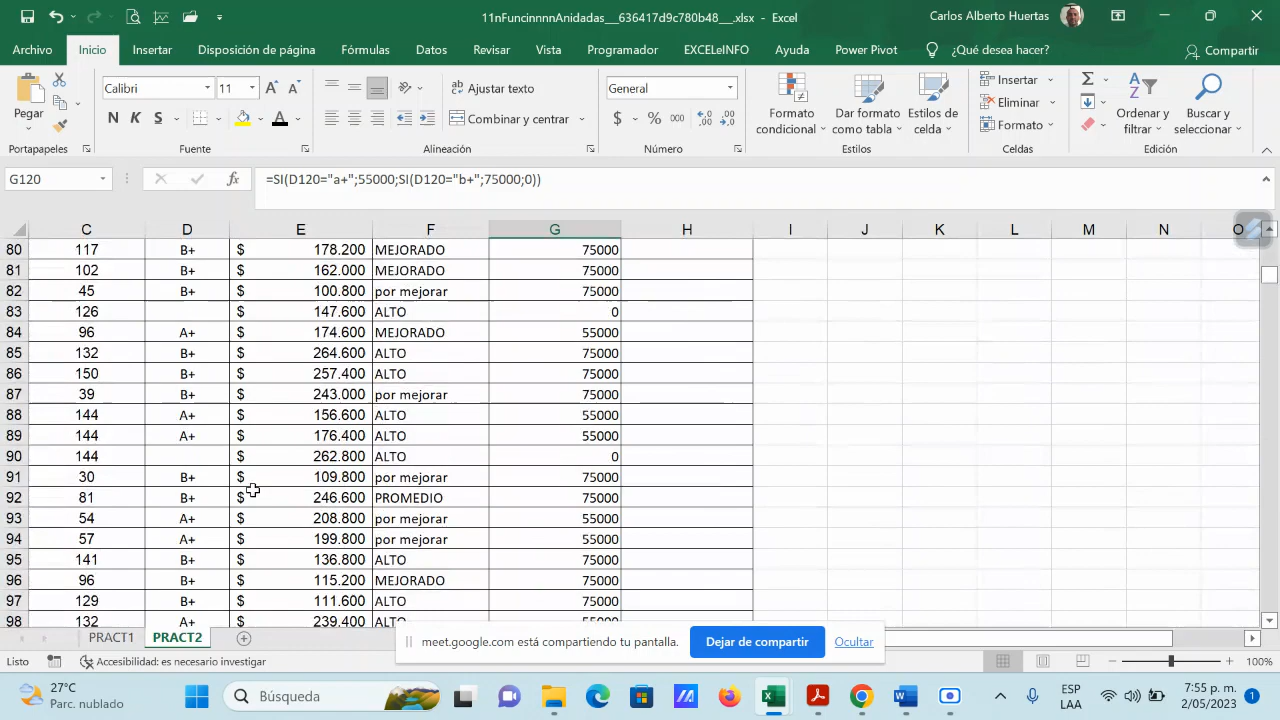 11nFuncinnnnAnidadas__636417d9c780b48__.xlsx - Excel
Carlos Alberto Huertas
Archivo Inicio Insertar Disposición de página Fórmulas Datos Revisar Vista Programador EXCELeINFO Ayuda Power Pivot ¿Qué desea hacer? Compartir
Pegar
Calibri 11
N K S A
Ajustar texto
Combinar y centrar
General
$ % 000
Formato condicional
Dar formato como tabla
Estilos de celda
Insertar
Eliminar
Formato
Ordenar y filtrar
Buscar y seleccionar
Portapapeles Fuente Alineación Número Estilos Celdas Edición
G120 fx =SI(D120="a+";55000;SI(D120="b+";75000;0))
C D E F G H I J K L M N O
80 117 B+ $ 178.200 MEJORADO 75000
81 102 B+ $ 162.000 MEJORADO 75000
82 45 B+ $ 100.800 por mejorar 75000
83 126 $ 147.600 ALTO 0
84 96 A+ $ 174.600 MEJORADO 55000
85 132 B+ $ 264.600 ALTO 75000
86 150 B+ $ 257.400 ALTO 75000
87 39 B+ $ 243.000 por mejorar 75000
88 144 A+ $ 156.600 ALTO 55000
89 144 A+ $ 176.400 ALTO 55000
90 144 $ 262.800 ALTO 0
91 30 B+ $ 109.800 por mejorar 75000
92 81 B+ $ 246.600 PROMEDIO 75000
93 54 A+ $ 208.800 por mejorar 55000
94 57 A+ $ 199.800 por mejorar 55000
95 141 B+ $ 136.800 ALTO 75000
96 96 B+ $ 115.200 MEJORADO 75000
97 129 B+ $ 111.600 ALTO 75000
98 132 A+ $ 239.400 ALTO 55000
PRACT1 PRACT2
meet.google.com está compartiendo tu pantalla. Dejar de compartir Ocultar
Listo Accesibilidad: es necesario investigar 100%
27°C
Parc. nublado
Búsqueda
ESP
LAA
7:55 p. m.
2/05/2023